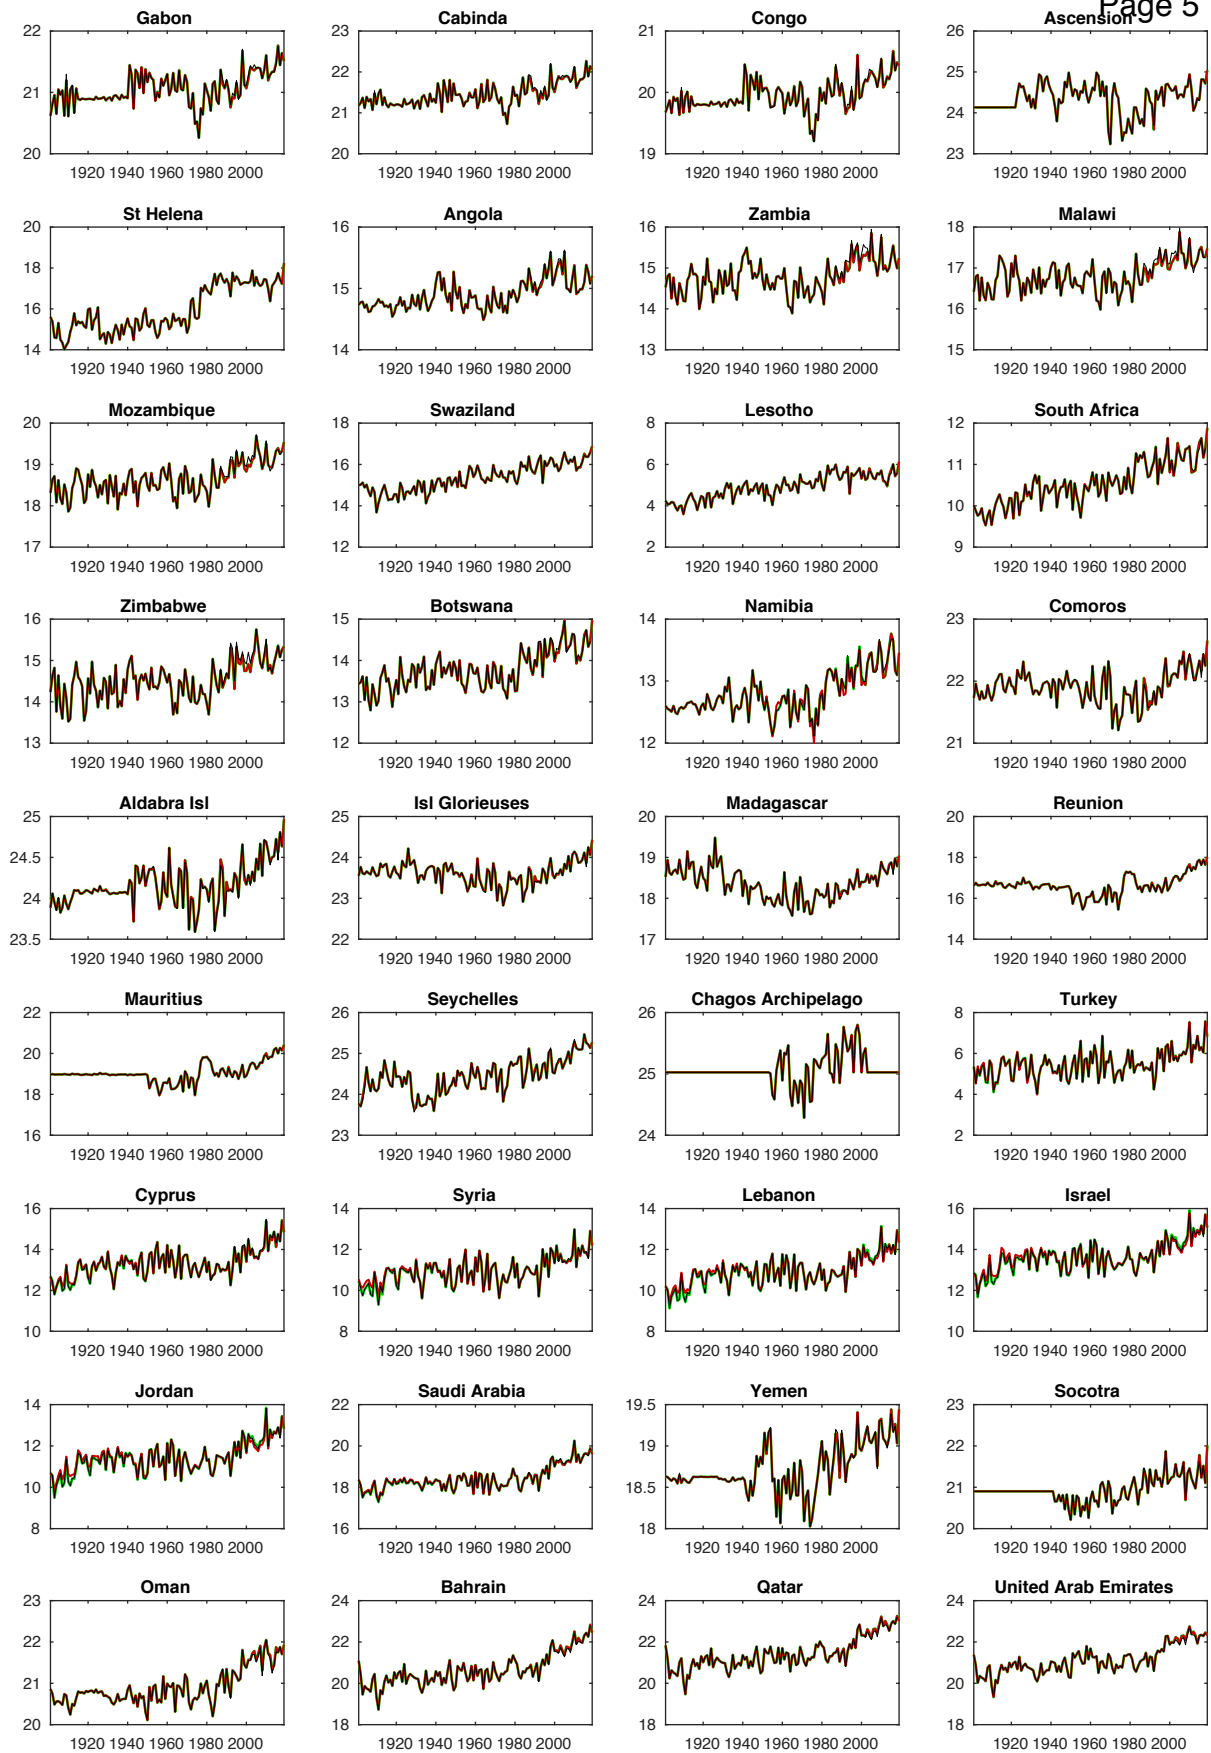 Page 5
Gabon Cabinda Congo Ascension
22 23 21 26
25
21 22 20 24
21
20 20 19 23
1920 1940 1960 1980 2000 1920 1940 1960 1980 2000 1920 1940 1960 1980 2000 1920 1940 1960 1980 2000
St Helena Angola Zambia Malawi
20 16 16 18
18 15 15 17
16 14 16
14 14 13 15
1920 1940 1960 1980 2000 1920 1940 1960 1980 2000 1920 1940 1960 1980 2000 1920 1940 1960 1980 2000
Mozambique Swaziland Lesotho South Africa
20 18 8 12
19 16 6 11
18 14 4 10
17 12 2 9
1920 1940 1960 1980 2000 1920 1940 1960 1980 2000 1920 1940 1960 1980 2000 1920 1940 1960 1980 2000
Zimbabwe Botswana Namibia Comoros
16 15 14 23
15 14 13 22
14 13
13 12 12 21
1920 1940 1960 1980 2000 1920 1940 1960 1980 2000 1920 1940 1960 1980 2000 1920 1940 1960 1980 2000
Aldabra Isl Isl Glorieuses Madagascar Reunion
25 25 20 20
24.5 24 19 18
24 23 18 16
23.5 22 17 14
1920 1940 1960 1980 2000 1920 1940 1960 1980 2000 1920 1940 1960 1980 2000 1920 1940 1960 1980 2000
Mauritius Seychelles Chagos Archipelago Turkey
22 26 26 8
20 25 25 6
18 24 4
16 23 24 2
1920 1940 1960 1980 2000 1920 1940 1960 1980 2000 1920 1940 1960 1980 2000 1920 1940 1960 1980 2000
Cyprus Syria Lebanon Israel
16 14 14 16
14 12 12 14
12 10 10 12
10 8 8 10
1920 1940 1960 1980 2000 1920 1940 1960 1980 2000 1920 1940 1960 1980 2000 1920 1940 1960 1980 2000
Jordan Saudi Arabia Yemen Socotra
14 22 19.5 23
12 20 19 22
10 18 18.5 21
8 16 18 20
1920 1940 1960 1980 2000 1920 1940 1960 1980 2000 1920 1940 1960 1980 2000 1920 1940 1960 1980 2000
Oman Bahrain Qatar United Arab Emirates
23 24 24 24
22 22 22 22
21 20 20 20
20 18 18 18
1920 1940 1960 1980 2000 1920 1940 1960 1980 2000 1920 1940 1960 1980 2000 1920 1940 1960 1980 2000